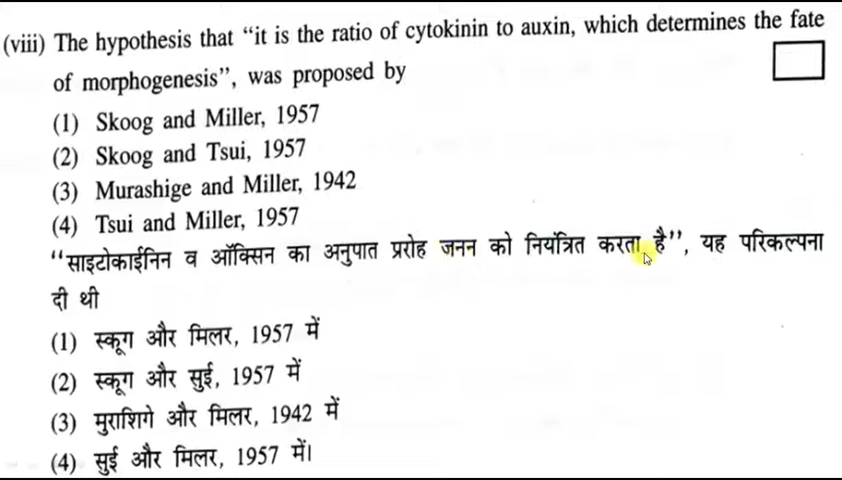 (viii) The hypothesis that “it is the ratio of cytokinin to auxin, which determines the fate
of morphogenesis”, was proposed by
(1) Skoog and Miller, 1957
(2) Skoog and Tsui, 1957
(3) Murashige and Miller, 1942
(4) Tsui and Miller, 1957
“साइटोकाईनिन व ऑक्सिन का अनुपात प्ररोह जनन को नियंत्रित करता है”, यह परिकल्पना
दी थी
(1) स्कूग और मिलर, 1957 में
(2) स्कूग और सुई, 1957 में
(3) मुराशिगे और मिलर, 1942 में
(4) सुई और मिलर, 1957 में।